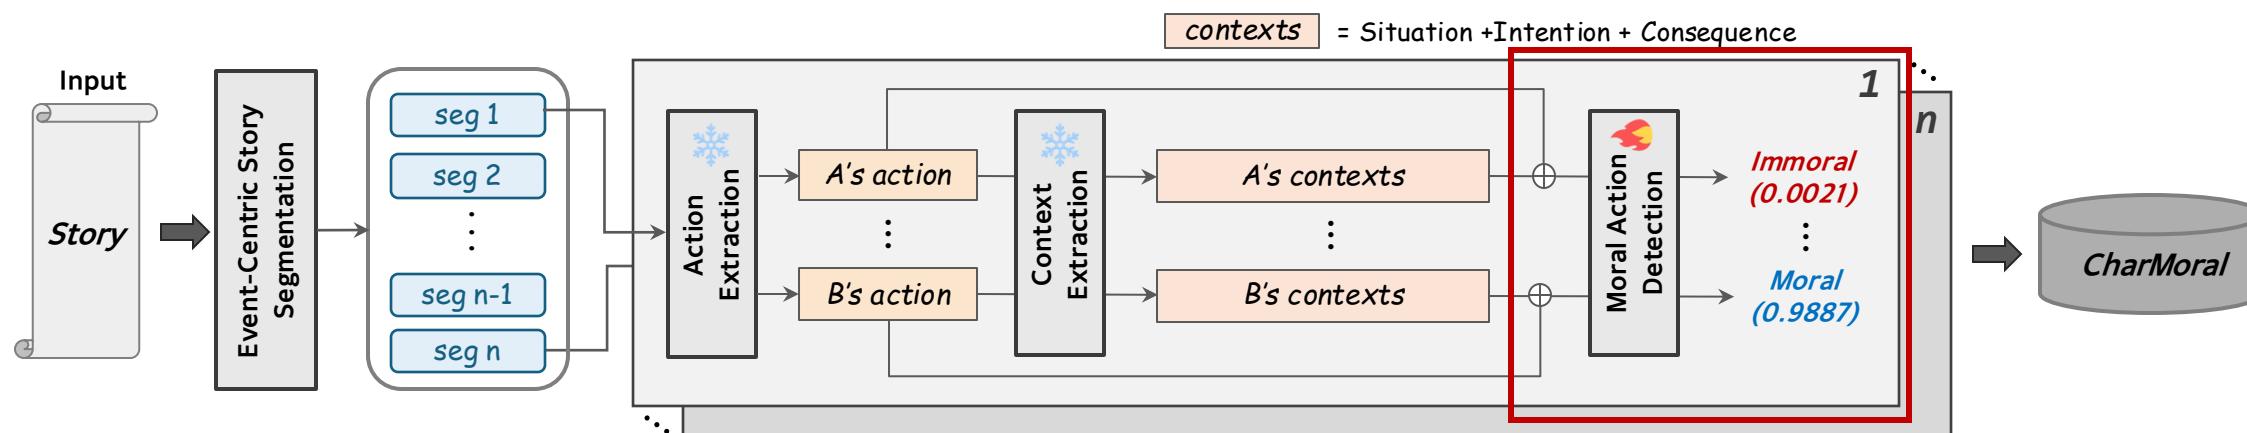 contexts = Situation +Intention + Consequence
Input
Story
Event-Centric Story
Segmentation
seg 1
seg 2
seg n-1
seg n
Action
Extraction
A's action
B's action
Context
Extraction
A's contexts
B's contexts
Moral Action
Detection
1
n
Immoral
(0.0021)
Moral
(0.9887)
CharMoral